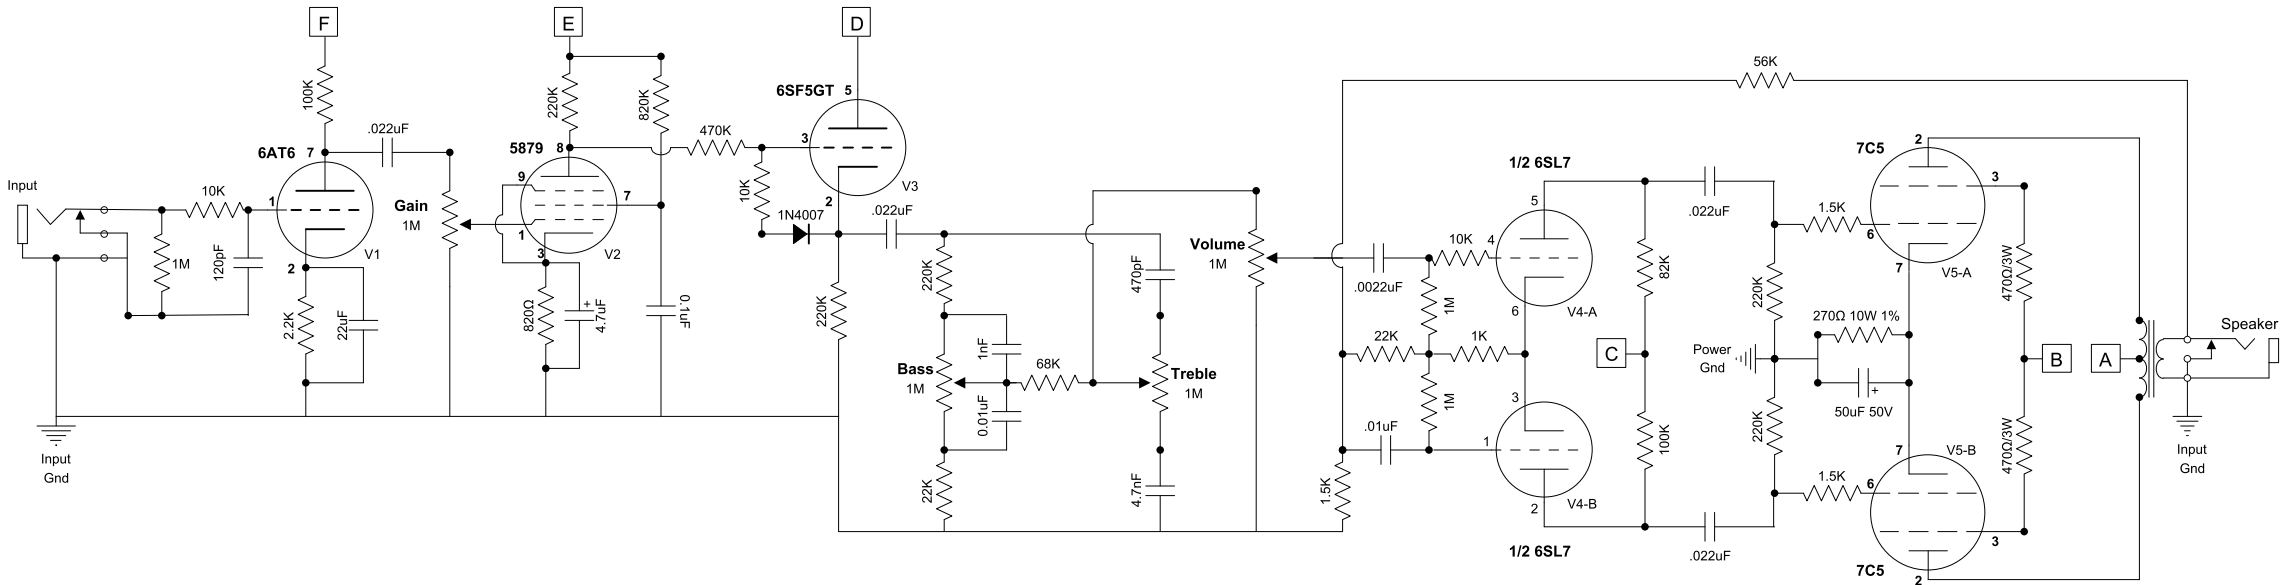 F
E
D
100K
.022uF
6AT6
7
Input
10K
1
V1
1M
120pF
2
2.2K
22uF
Input
Gnd
Gain
1M
220K
820K
5879
8
9
7
1
3
V2
820Ω
+
4.7uF
0.1uF
470K
6SF5GT
5
3
V3
2
10K
1N4007
.022uF
220K
220K
470pF
1nF
Bass
1M
68K
Treble
1M
0.01uF
22K
4.7nF
Volume
1M
56K
.0022uF
10K
4
1/2 6SL7
5
V4-A
6
1M
22K
1K
1M
.01uF
1.5K
3
1
V4-B
2
1/2 6SL7
82K
C
100K
.022uF
.022uF
220K
220K
Power
Gnd
1.5K
6
7C5
2
3
V5-A
7
270Ω 10W 1%
+
50uF 50V
470Ω/3W
470Ω/3W
B
A
7
V5-B
1.5K
6
3
7C5
2
Speaker
Input
Gnd